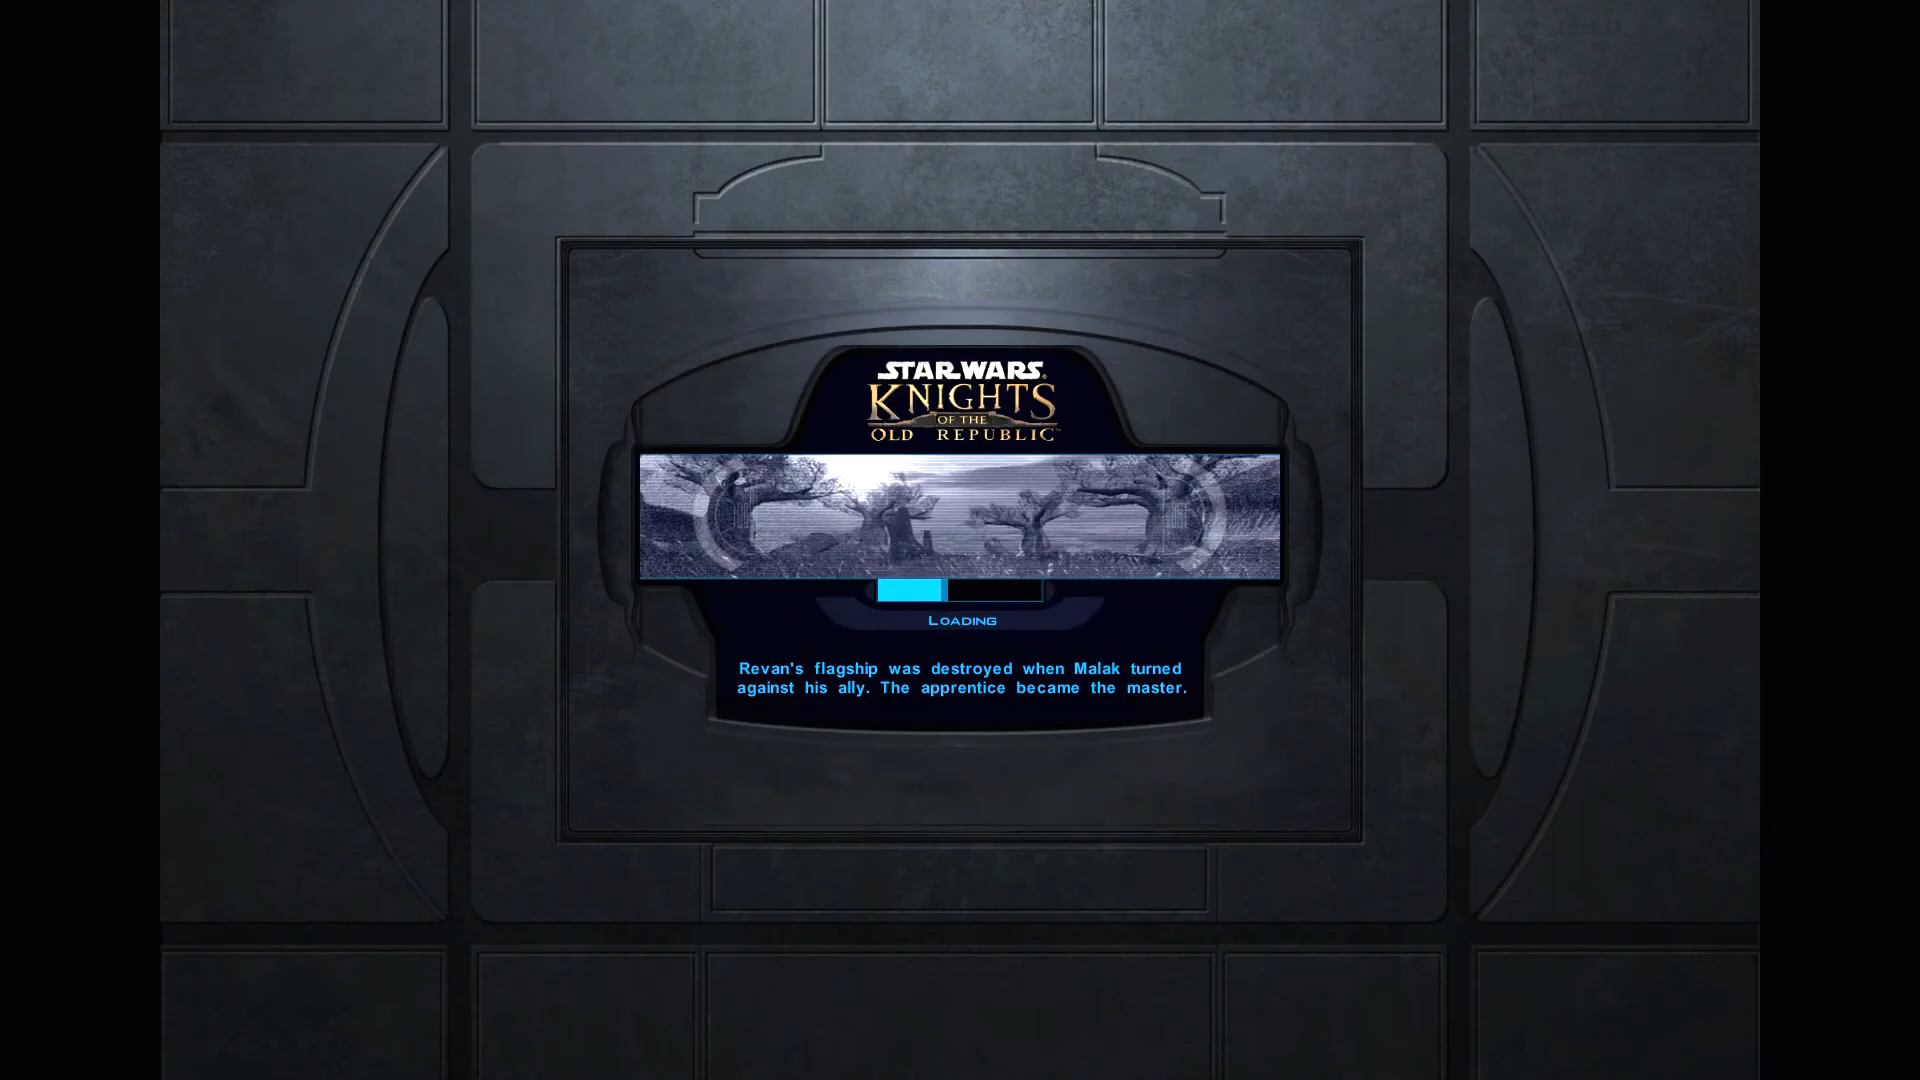 STAR WARS
KNIGHTS
OF THE
OLD REPUBLIC™
LOADING
Revan's flagship was destroyed when Malak turned
against his ally. The apprentice became the master.